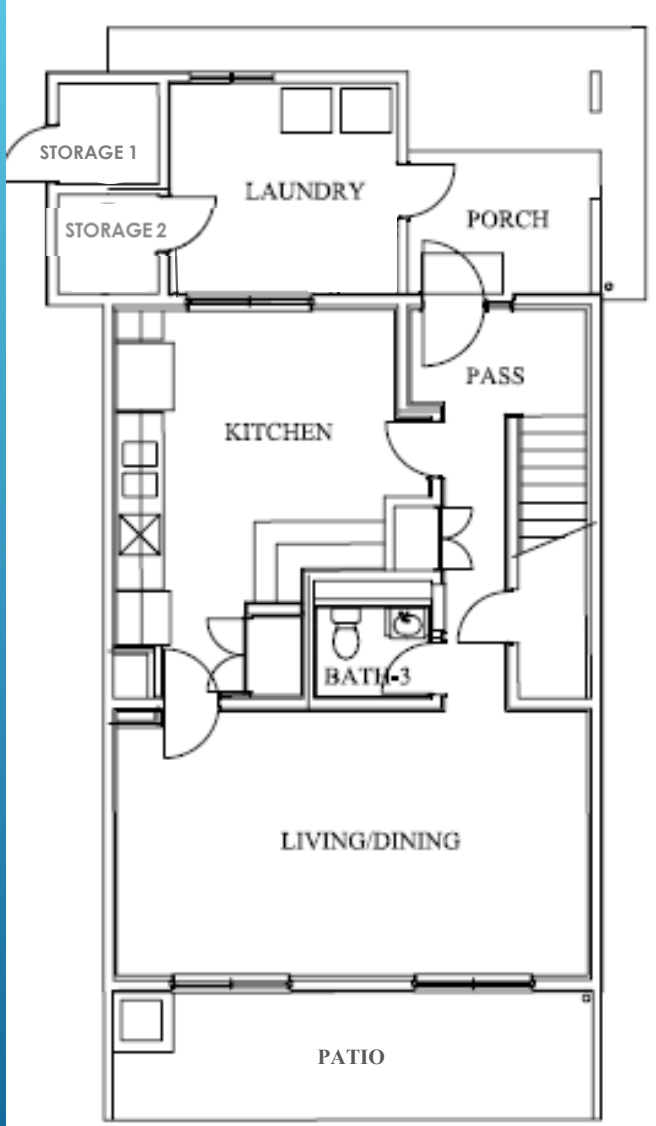 STORAGE 1
LAUNDRY
STORAGE 2
PORCH
PASS
KITCHEN
BATH-3
LIVING/DINING
PATIO